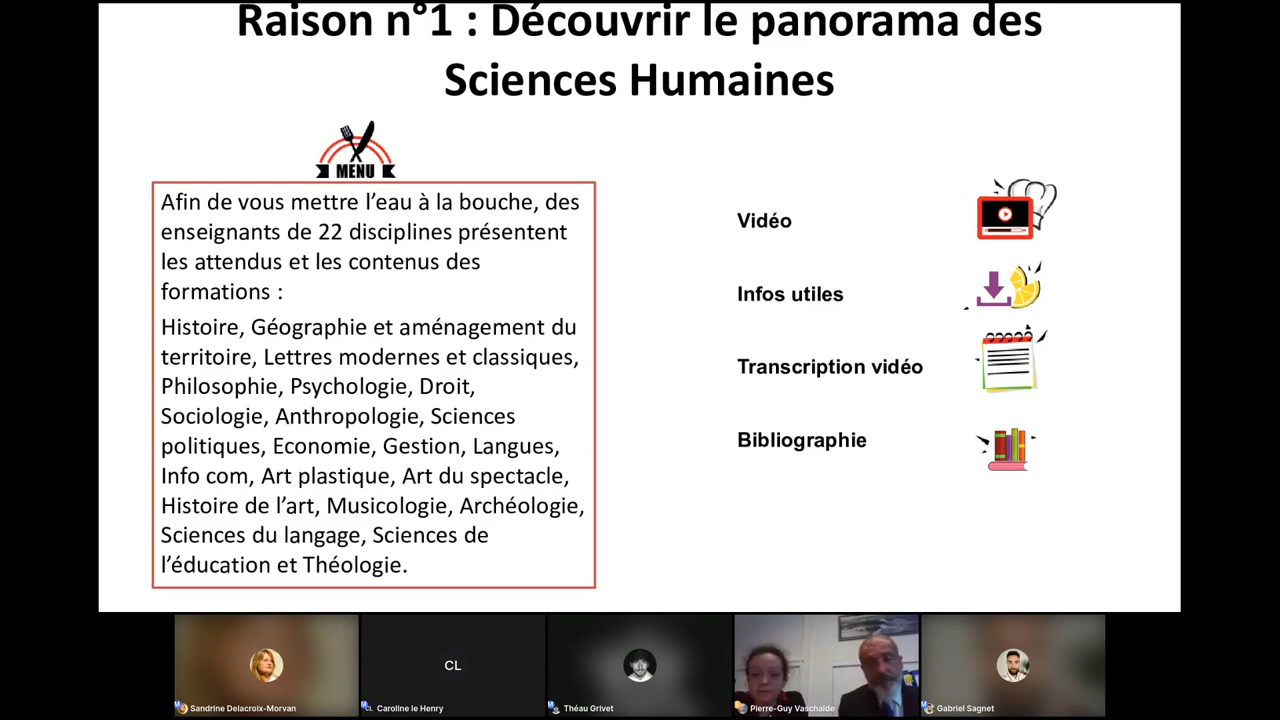 Raison n°1 : Découvrir le panorama des
Sciences Humaines
MENU
Afin de vous mettre l’eau à la bouche, des
enseignants de 22 disciplines présentent
les attendus et les contenus des
formations :
Histoire, Géographie et aménagement du
territoire, Lettres modernes et classiques,
Philosophie, Psychologie, Droit,
Sociologie, Anthropologie, Sciences
politiques, Economie, Gestion, Langues,
Info com, Art plastique, Art du spectacle,
Histoire de l’art, Musicologie, Archéologie,
Sciences du langage, Sciences de
l’éducation et Théologie.
Vidéo
Infos utiles
Transcription vidéo
Bibliographie
CL
Sandrine Delacroix-Morvan
Caroline le Henry
Théau Grivet
Pierre-Guy Vaschalde
Gabriel Sagnet